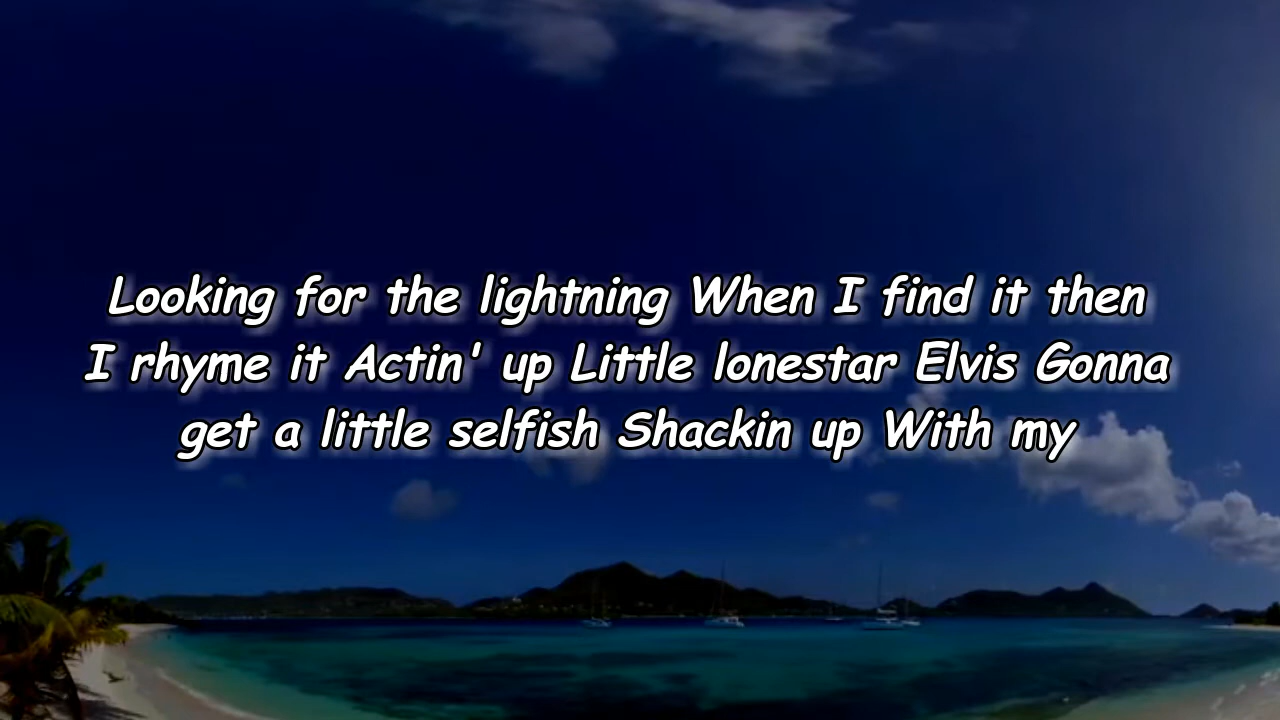 Looking for the lightning When I find it then
I rhyme it Actin' up Little lonestar Elvis Gonna
get a little selfish Shackin up With my